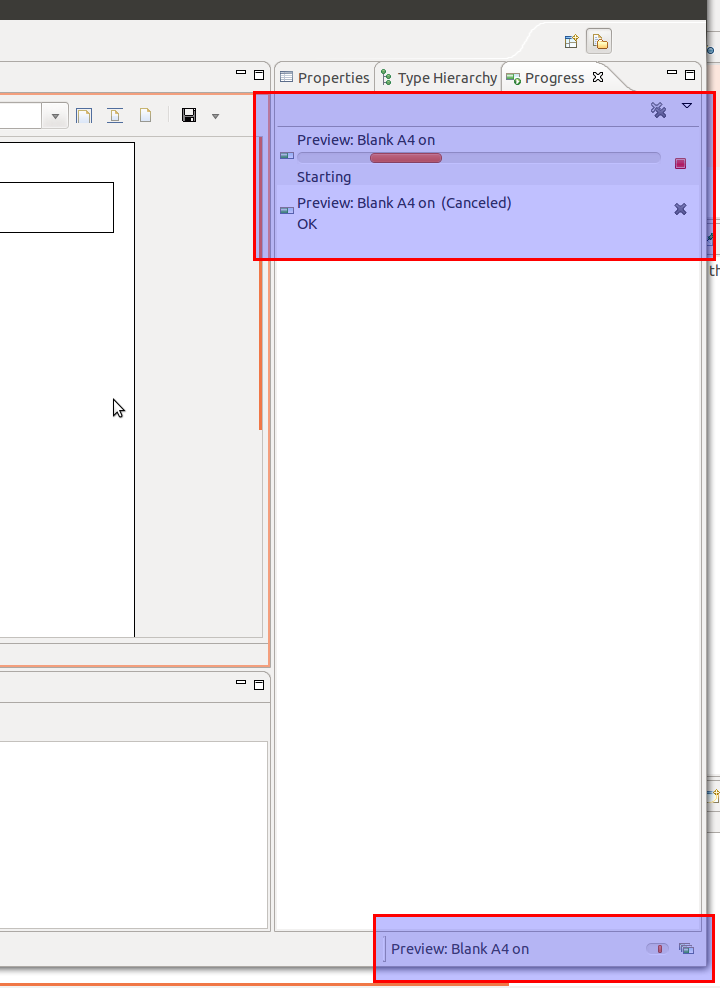 Properties Type Hierarchy Progress
Preview: Blank A4 on
Starting
Preview: Blank A4 on (Canceled)
OK
th
Preview: Blank A4 on